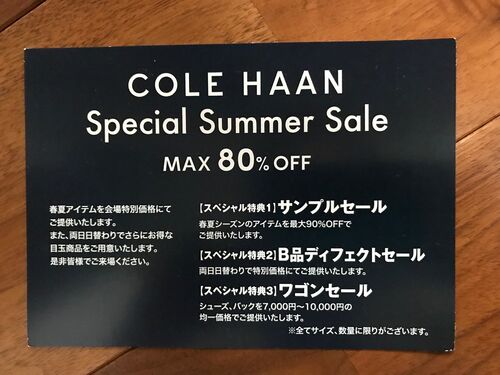 COLE HAAN
Special Summer Sale
MAX 80% OFF
春夏アイテムを会場特別価格にて
ご提供いたします。
また、両日日替わりでさらにお得な
目玉商品をご用意いたします。
是非皆様でご来場ください。
【スペシャル特典1】サンプルセール
春夏シーズンのアイテムを最大90%OFFで
ご提供いたします。
【スペシャル特典2】B品ディフェクトセール
両日日替わりで特別価格にてご提供いたします。
【スペシャル特典3】ワゴンセール
シューズ、バックを7,000円〜10,000円の
均一価格でご提供いたします。
※全てサイズ、数量に限りがございます。